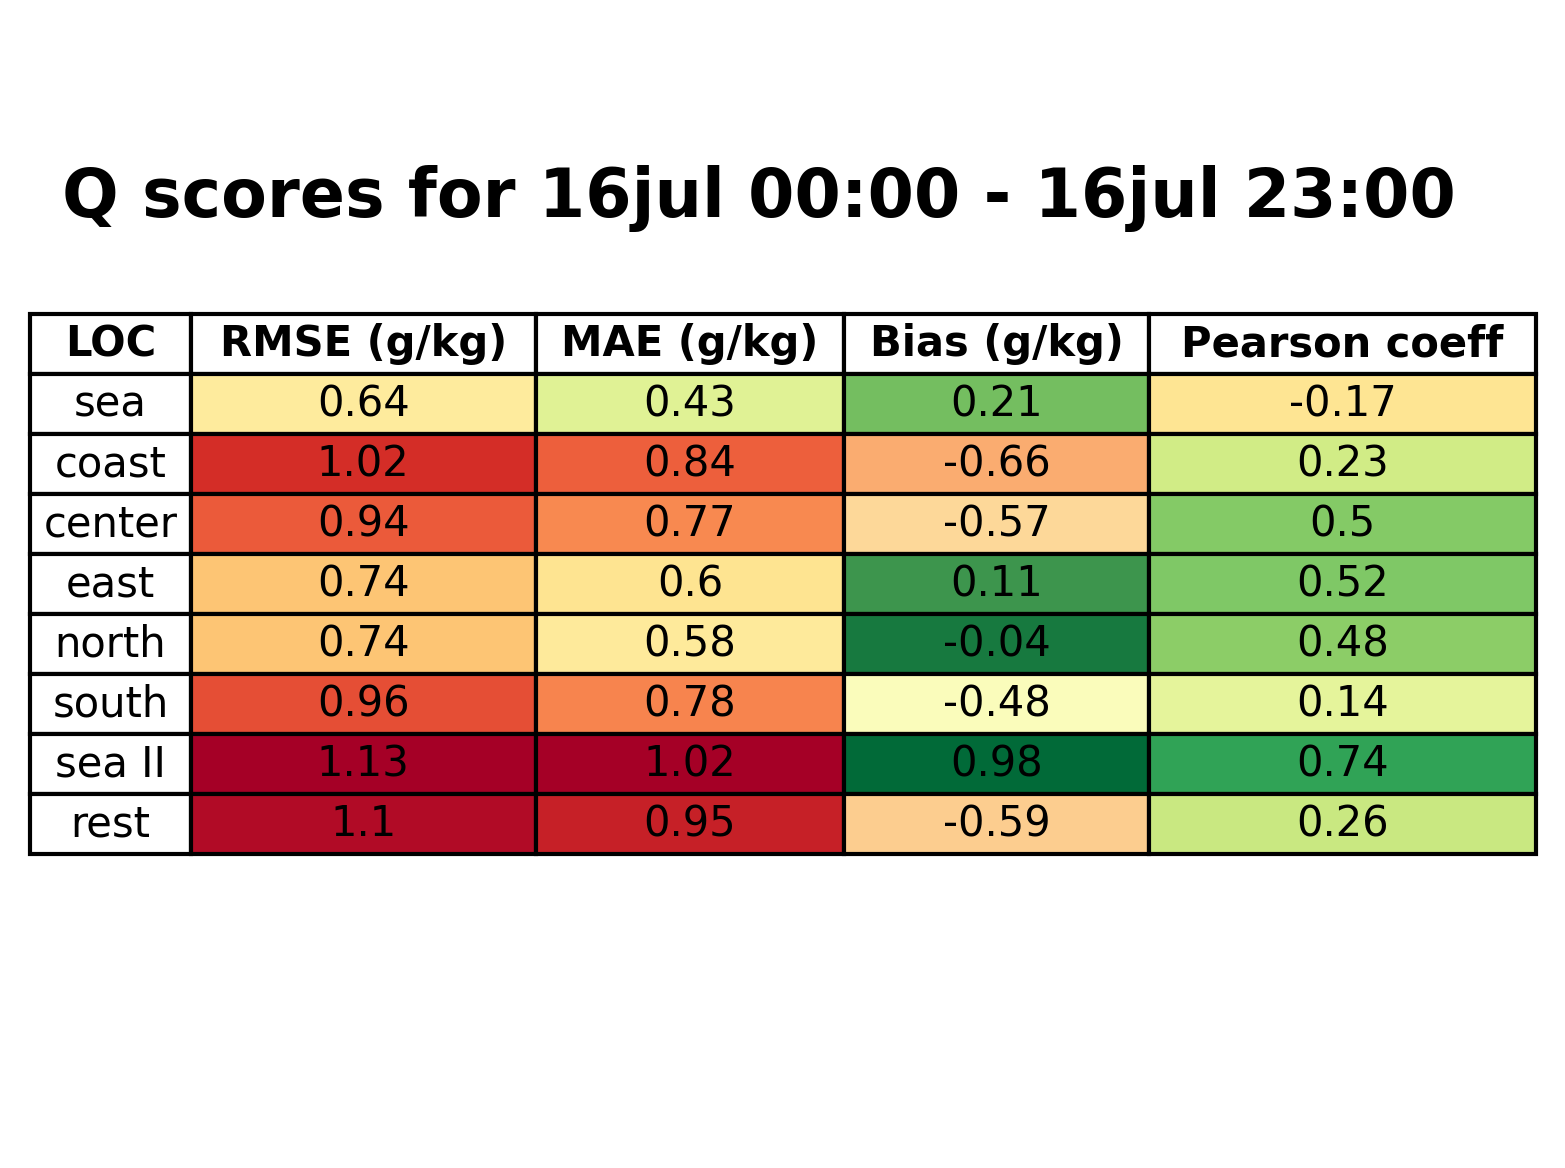 Q scores for 16jul 00:00 - 16jul 23:00
LOC RMSE (g/kg) MAE (g/kg) Bias (g/kg) Pearson coeff
sea 0.64 0.43 0.21 -0.17
coast 1.02 0.84 -0.66 0.23
center 0.94 0.77 -0.57 0.5
east 0.74 0.6 0.11 0.52
north 0.74 0.58 -0.04 0.48
south 0.96 0.78 -0.48 0.14
sea II 1.13 1.02 0.98 0.74
rest 1.1 0.95 -0.59 0.26